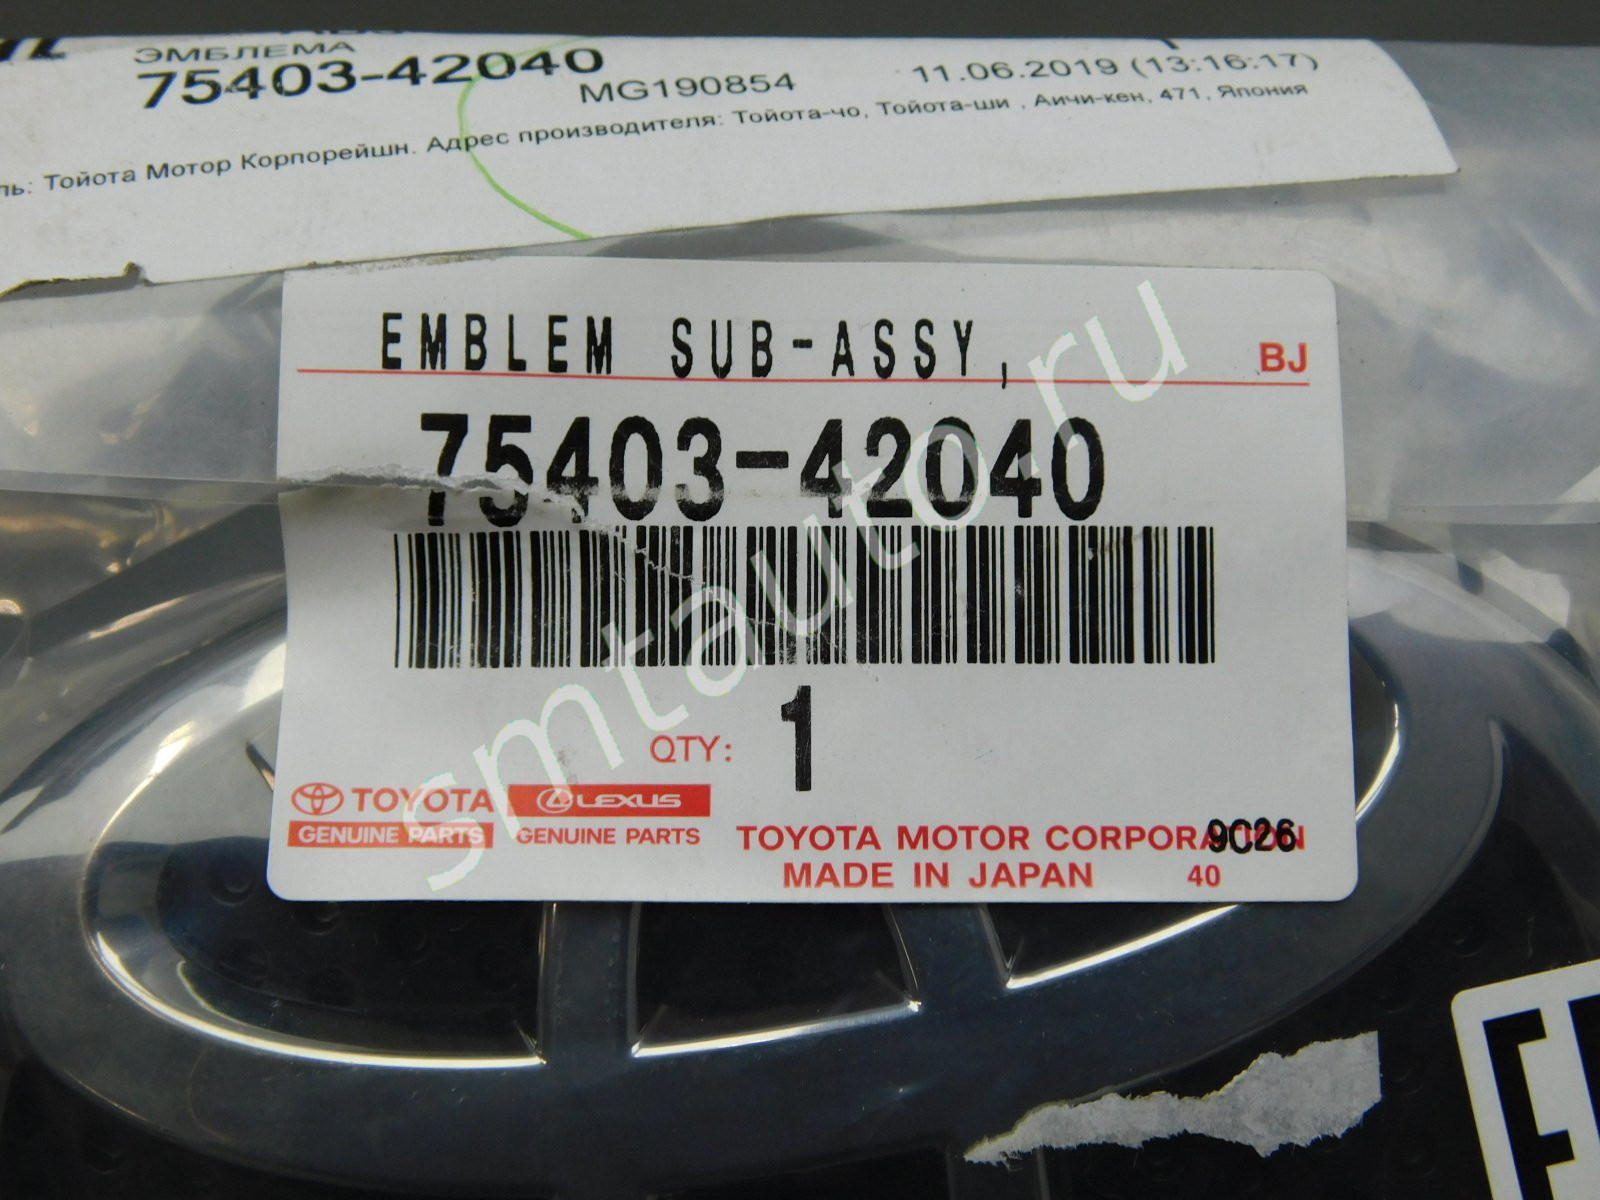 ЭМБЛЕМА
75403-42040
MG190854 11.06.2019 (13:16:17)
ль: Тойота Мотор Корпорейшн. Адрес производителя: Тойота-чо, Тойота-ши , Аичи-кен, 471, Япония
EMBLEM SUB-ASSY,
BJ
75403-42040
QTY: 1
TOYOTA LEXUS
GENUINE PARTS GENUINE PARTS
TOYOTA MOTOR CORPORATION 9C26
MADE IN JAPAN 40
smtauto.ru